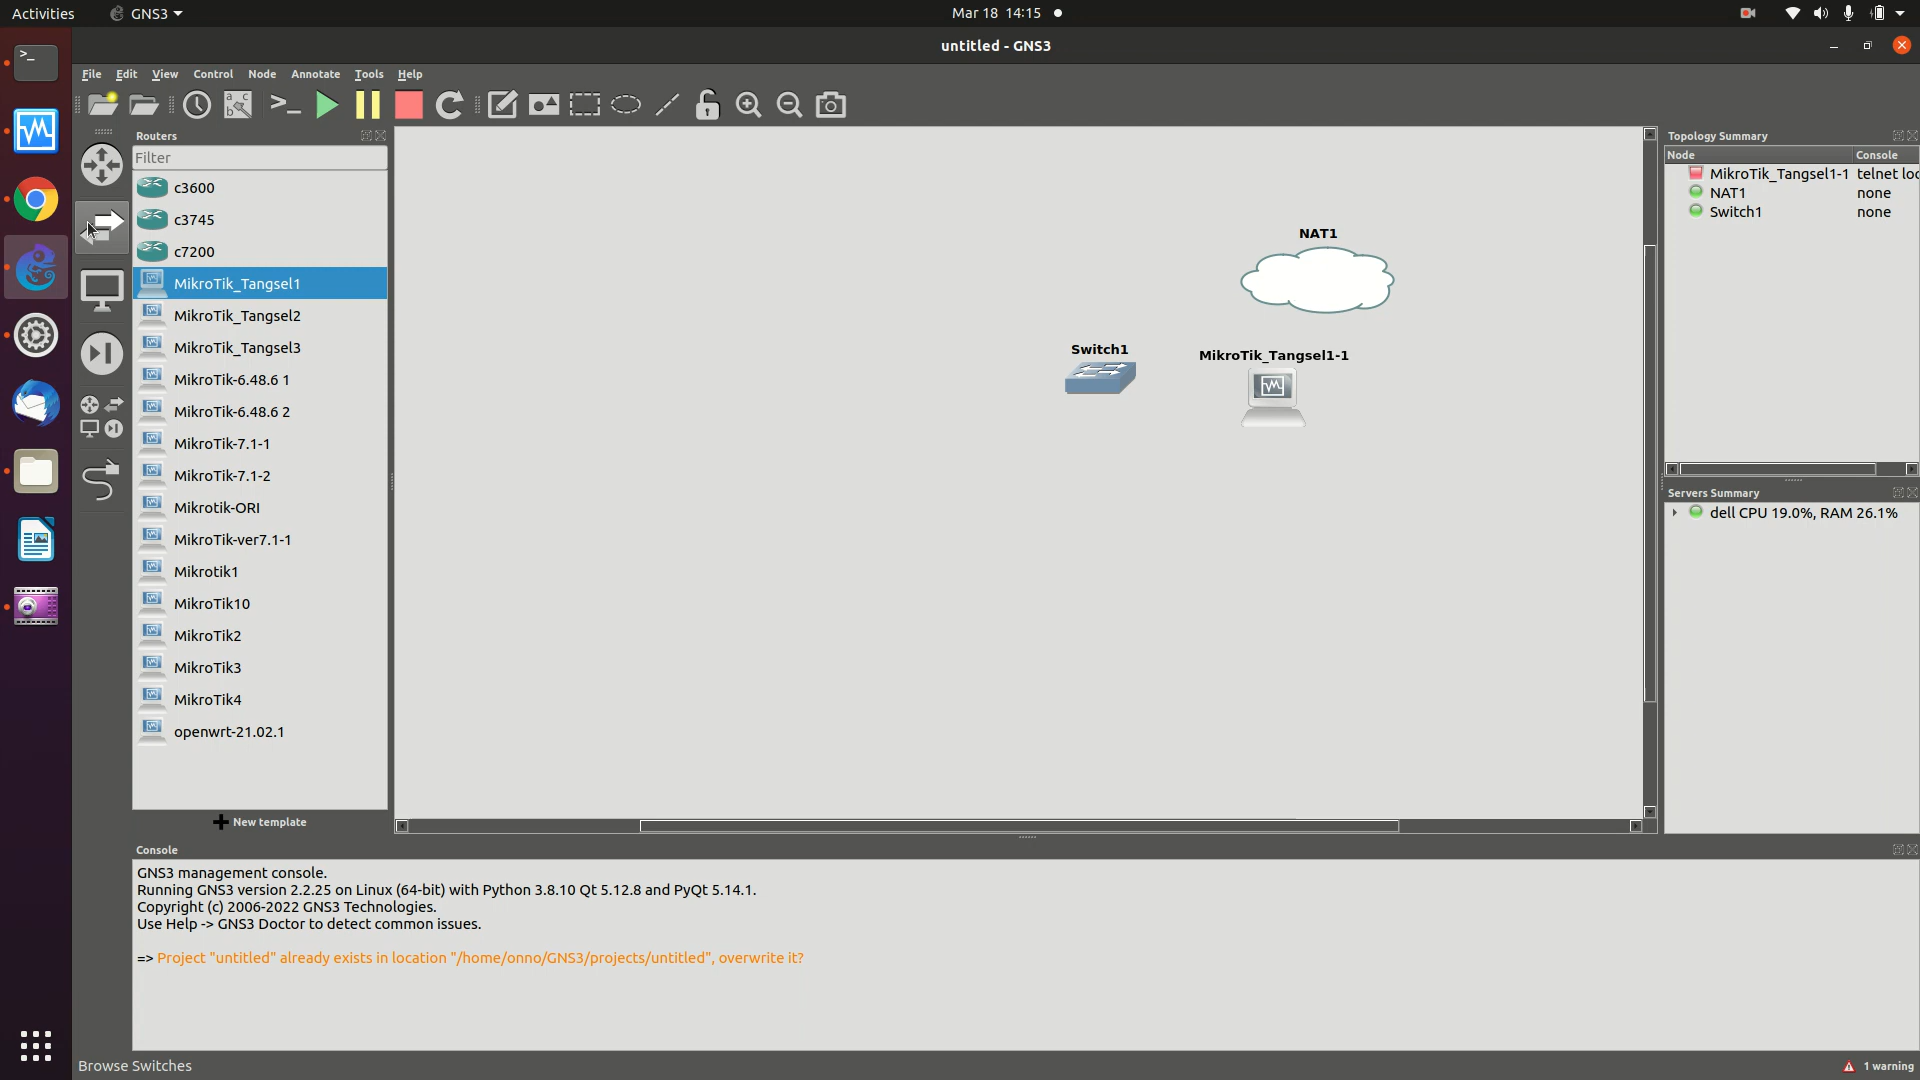 Activities
GNS3
Mar 18 14:15
untitled - GNS3
File Edit View Control Node Annotate Tools Help
Routers
Filter
c3600
c3745
c7200
MikroTik_Tangsel1
MikroTik_Tangsel2
MikroTik_Tangsel3
MikroTik-6.48.6 1
MikroTik-6.48.6 2
MikroTik-7.1-1
MikroTik-7.1-2
Mikrotik-ORI
MikroTik-ver7.1-1
Mikrotik1
MikroTik10
MikroTik2
MikroTik3
MikroTik4
openwrt-21.02.1
New template
NAT1
Switch1
MikroTik_Tangsel1-1
Topology Summary
Node Console
MikroTik_Tangsel1-1 telnet loc
NAT1 none
Switch1 none
Servers Summary
dell CPU 19.0%, RAM 26.1%
Console
GNS3 management console.
Running GNS3 version 2.2.25 on Linux (64-bit) with Python 3.8.10 Qt 5.12.8 and PyQt 5.14.1.
Copyright (c) 2006-2022 GNS3 Technologies.
Use Help -> GNS3 Doctor to detect common issues.
=> Project "untitled" already exists in location "/home/onno/GNS3/projects/untitled", overwrite it?
Browse Switches
1 warning